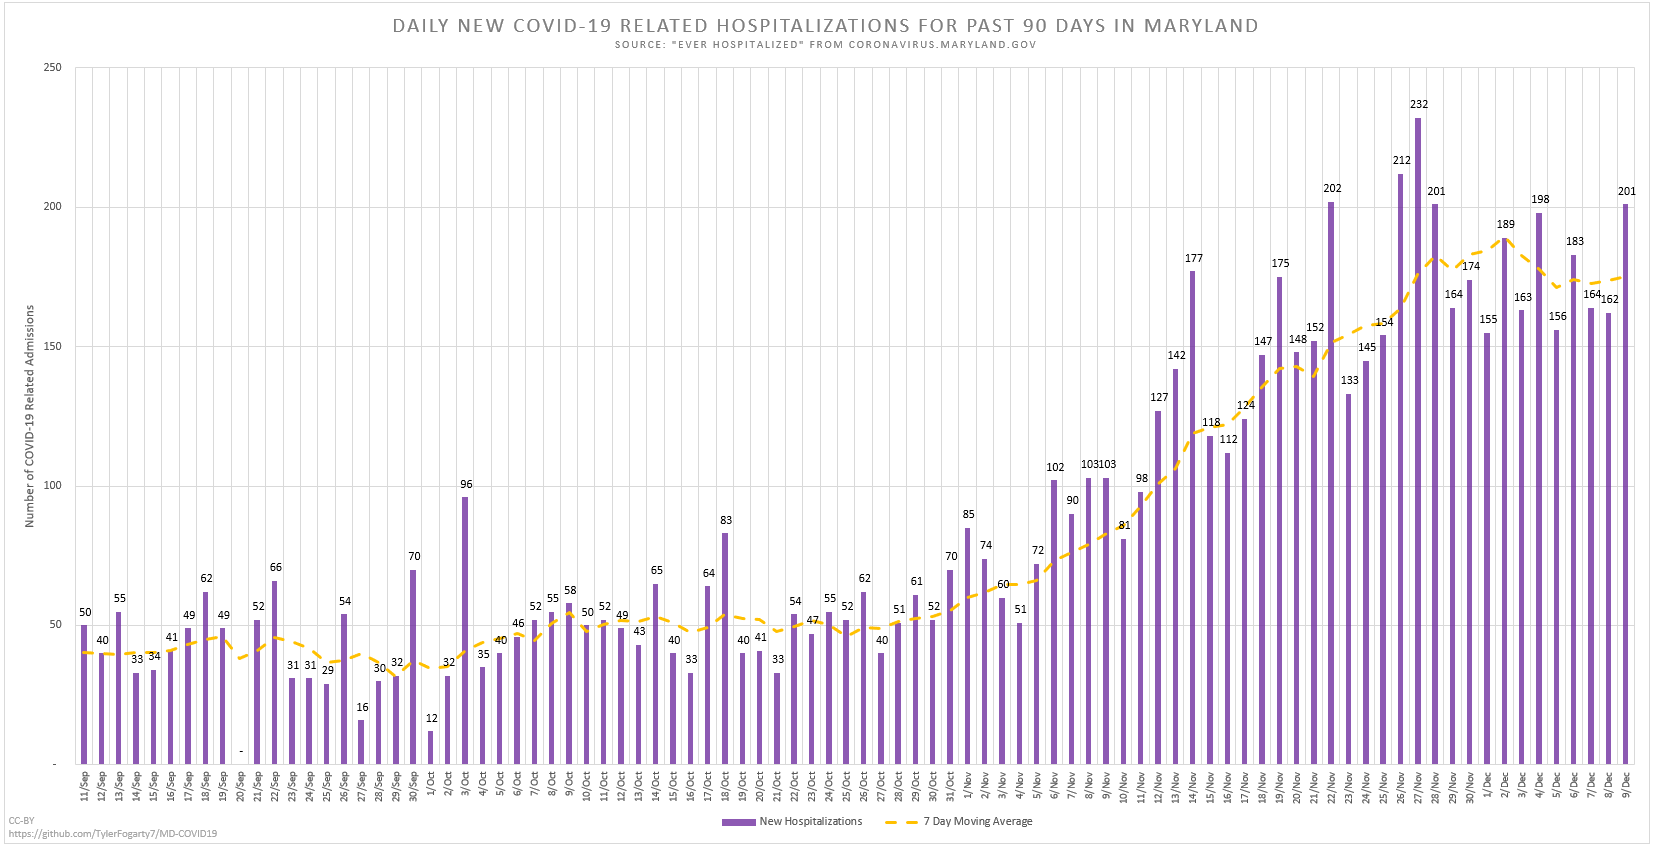 DAILY NEW COVID-19 RELATED HOSPITALIZATIONS FOR PAST 90 DAYS IN MARYLAND
SOURCE: "EVER HOSPITALIZED" FROM CORONAVIRUS.MARYLAND.GOV
Number of COVID-19 Related Admissions
250
200
150
100
50
-
50 40 55 33 34 41 49 62 49 - 52 66 31 31 29 54 16 30 32 70 12 32 96 35 40 46 52 55 58 50 52 49 43 65 40 33 64 83 40 41 33 54 47 55 52 62 40 51 61 52 70 85 74 60 51 72 102 90 103 103 81 98 127 142 177 118 112 124 147 175 148 152 202 133 145 154 212 232 201 164 174 155 189 163 198 156 183 164 162 201
11/Sep 12/Sep 13/Sep 14/Sep 15/Sep 16/Sep 17/Sep 18/Sep 19/Sep 20/Sep 21/Sep 22/Sep 23/Sep 24/Sep 25/Sep 26/Sep 27/Sep 28/Sep 29/Sep 30/Sep 1/Oct 2/Oct 3/Oct 4/Oct 5/Oct 6/Oct 7/Oct 8/Oct 9/Oct 10/Oct 11/Oct 12/Oct 13/Oct 14/Oct 15/Oct 16/Oct 17/Oct 18/Oct 19/Oct 20/Oct 21/Oct 22/Oct 23/Oct 24/Oct 25/Oct 26/Oct 27/Oct 28/Oct 29/Oct 30/Oct 31/Oct 1/Nov 2/Nov 3/Nov 4/Nov 5/Nov 6/Nov 7/Nov 8/Nov 9/Nov 10/Nov 11/Nov 12/Nov 13/Nov 14/Nov 15/Nov 16/Nov 17/Nov 18/Nov 19/Nov 20/Nov 21/Nov 22/Nov 23/Nov 24/Nov 25/Nov 26/Nov 27/Nov 28/Nov 29/Nov 30/Nov 1/Dec 2/Dec 3/Dec 4/Dec 5/Dec 6/Dec 7/Dec 8/Dec 9/Dec
New Hospitalizations 7 Day Moving Average
CC-BY
https://github.com/TylerFogarty7/MD-COVID19